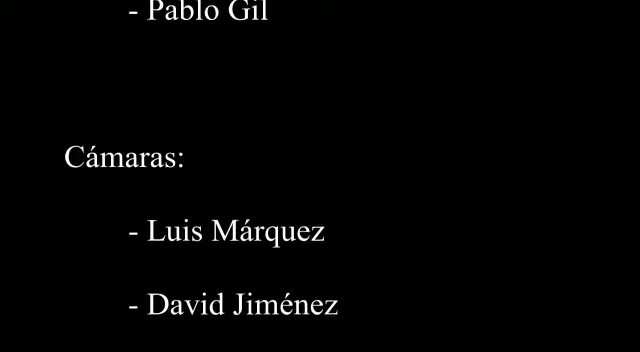 - Pablo Gil
Cámaras:
- Luis Márquez
- David Jiménez